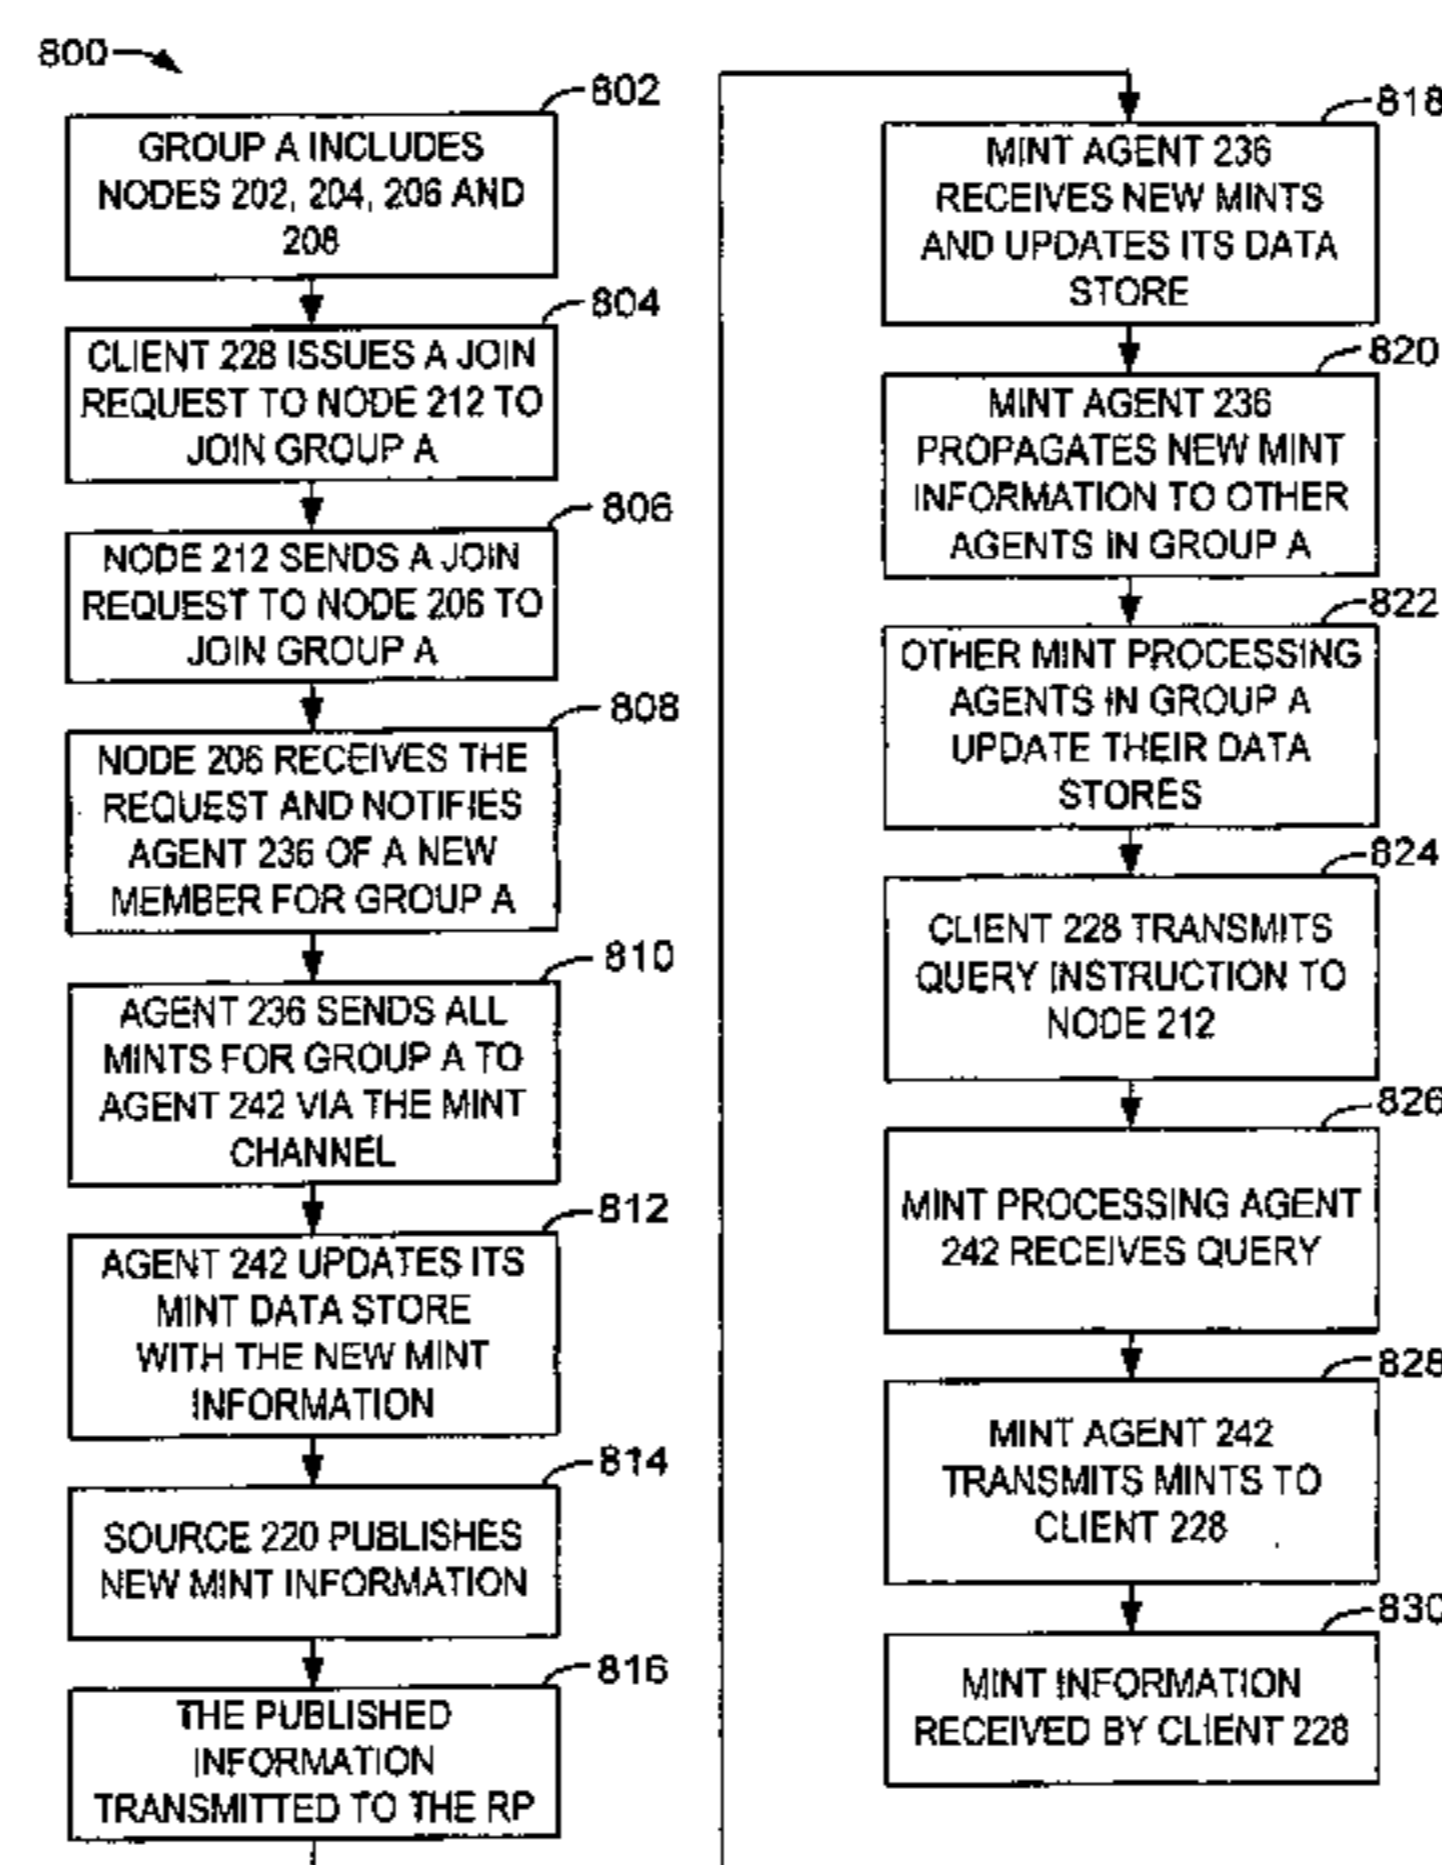 800
802
GROUP A INCLUDES
NODES 202, 204, 206 AND
208
804
CLIENT 228 ISSUES A JOIN
REQUEST TO NODE 212 TO
JOIN GROUP A
806
NODE 212 SENDS A JOIN
REQUEST TO NODE 206 TO
JOIN GROUP A
808
NODE 206 RECEIVES THE
REQUEST AND NOTIFIES
AGENT 236 OF A NEW
MEMBER FOR GROUP A
810
AGENT 236 SENDS ALL
MINTS FOR GROUP A TO
AGENT 242 VIA THE MINT
CHANNEL
812
AGENT 242 UPDATES ITS
MINT DATA STORE
WITH THE NEW MINT
INFORMATION
814
SOURCE 220 PUBLISHES
NEW MINT INFORMATION
816
THE PUBLISHED
INFORMATION
TRANSMITTED TO THE RP
818
MINT AGENT 236
RECEIVES NEW MINTS
AND UPDATES ITS DATA
STORE
820
MINT AGENT 236
PROPAGATES NEW MINT
INFORMATION TO OTHER
AGENTS IN GROUP A
822
OTHER MINT PROCESSING
AGENTS IN GROUP A
UPDATE THEIR DATA
STORES
824
CLIENT 228 TRANSMITS
QUERY INSTRUCTION TO
NODE 212
826
MINT PROCESSING AGENT
242 RECEIVES QUERY
828
MINT AGENT 242
TRANSMITS MINTS TO
CLIENT 228
830
MINT INFORMATION
RECEIVED BY CLIENT 228